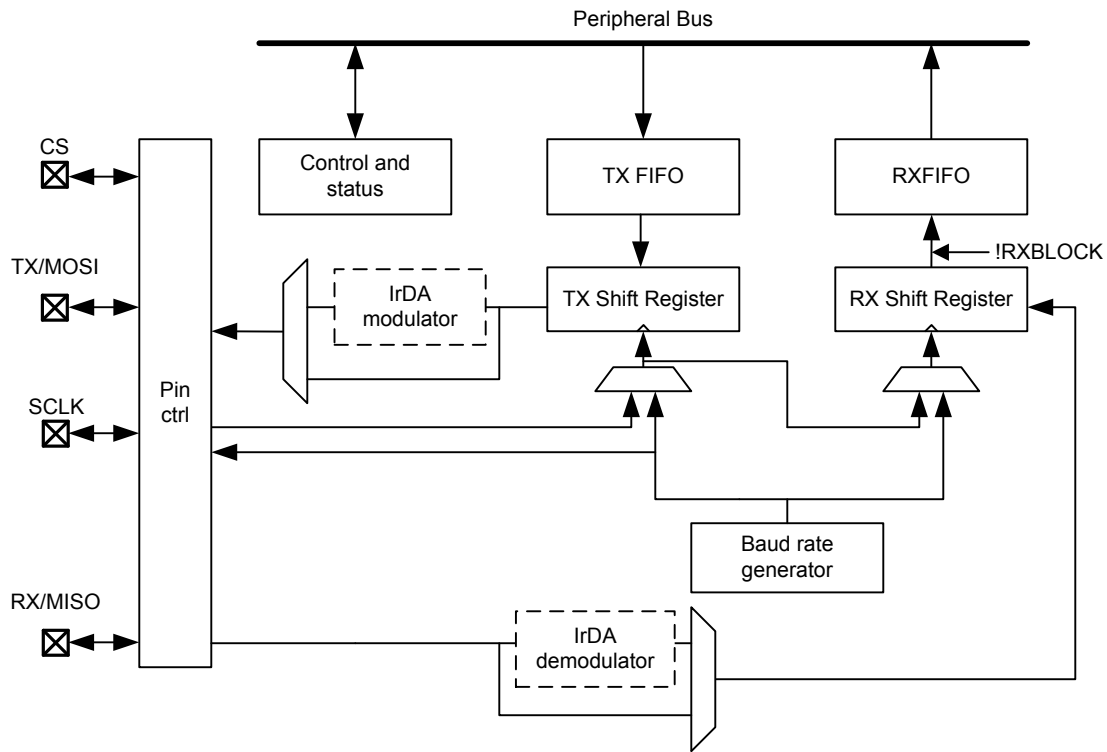 Peripheral Bus
CS
Control and
status
TX FIFO
RXFIFO
!RXBLOCK
TX/MOSI
IrDA
modulator
TX Shift Register
RX Shift Register
Pin
ctrl
SCLK
Baud rate
generator
RX/MISO
IrDA
demodulator